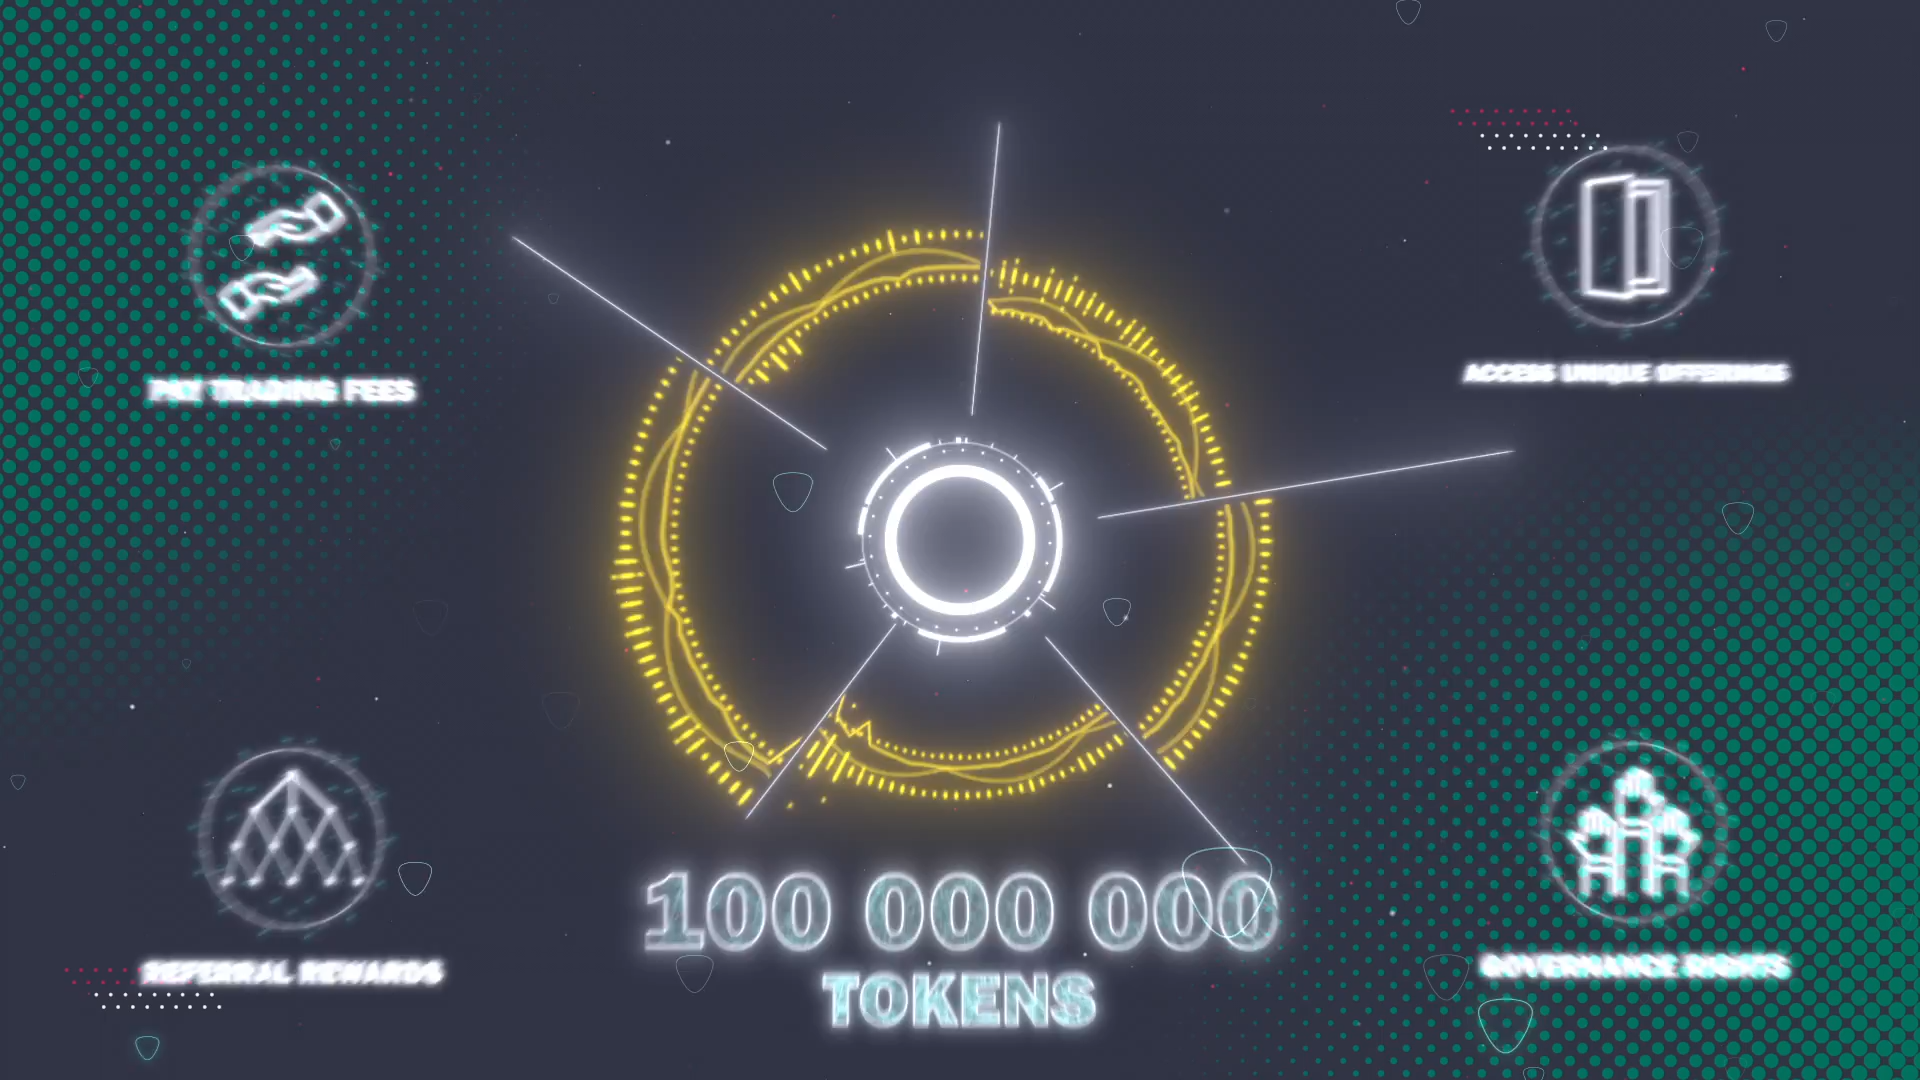 PAY TRADING FEES
ACCESS UNIQUE OFFERINGS
100 000 000
TOKENS
REFERRAL REWARDS
GOVERNANCE RIGHTS